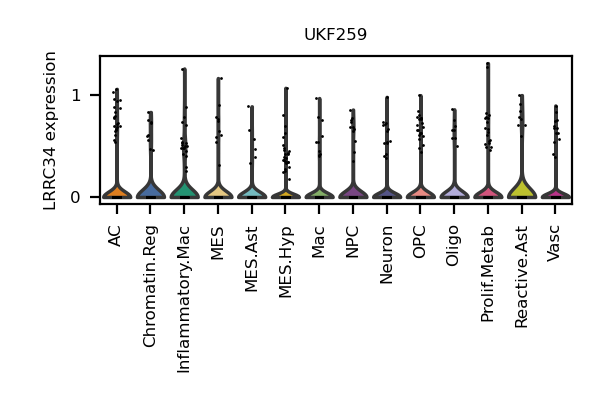 UKF259
LRRC34 expression
1
0
AC
Chromatin.Reg
Inflammatory.Mac
MES
MES.Ast
MES.Hyp
Mac
NPC
Neuron
OPC
Oligo
Prolif.Metab
Reactive.Ast
Vasc